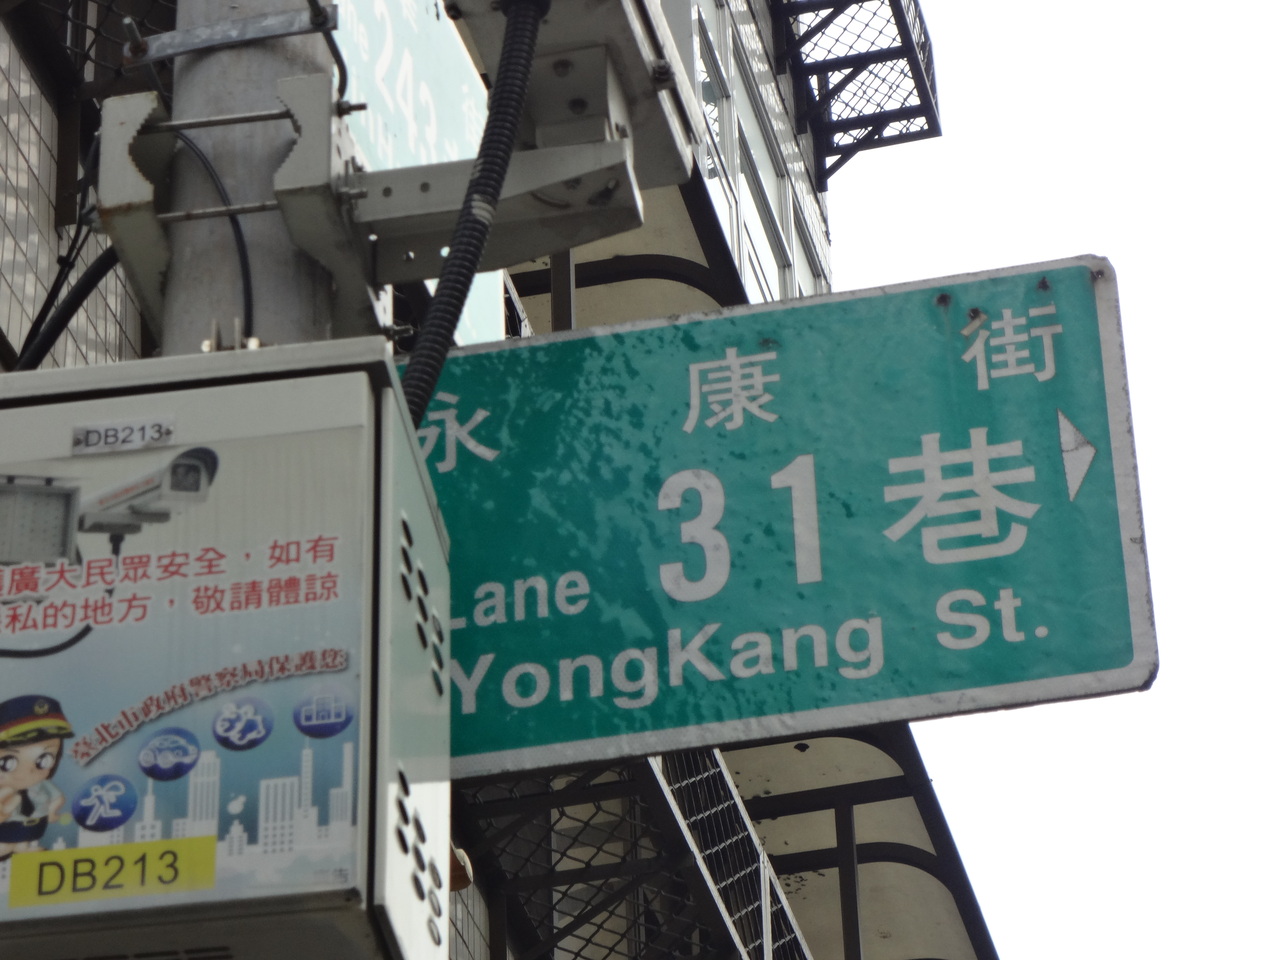 243
永康街
31巷
Lane
YongKang St.
DB213
廣大民眾安全，如有
私的地方，敬請體諒
臺北市政府警察局保護您
DB213